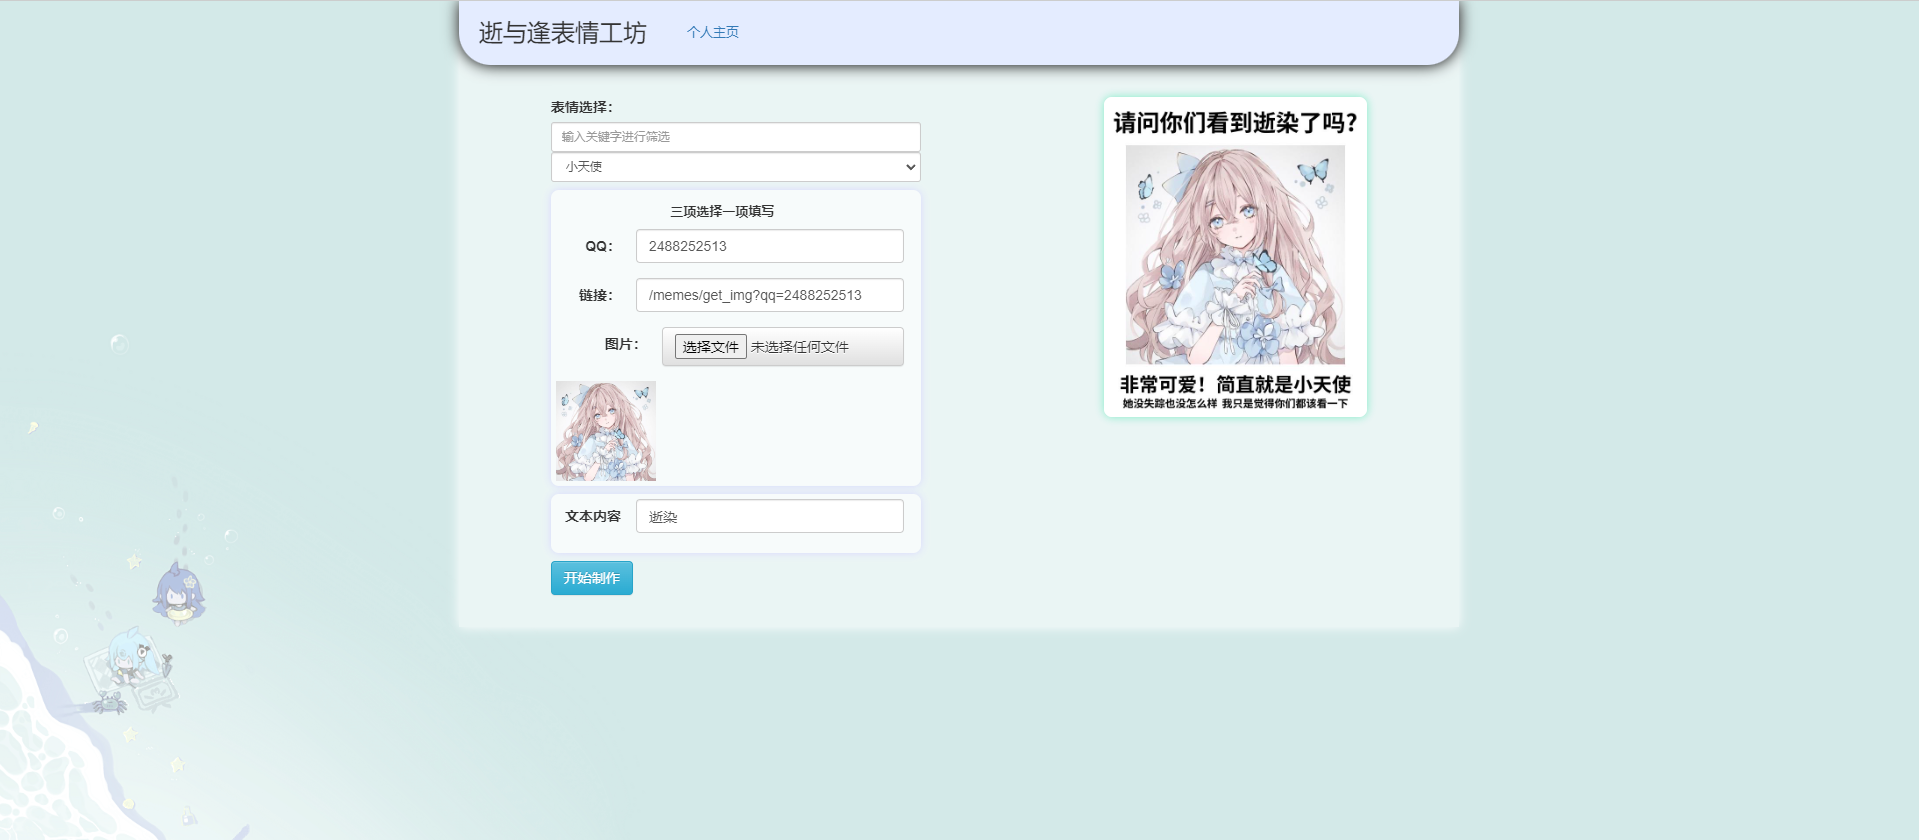 逝与逢表情工坊
个人主页
表情选择：
输入关键字进行筛选
小天使
三项选择一项填写
QQ：
2488252513
链接：
/memes/get_img?qq=2488252513
图片：
选择文件 未选择任何文件
文本内容
逝染
开始制作
请问你们看到逝染了吗?
非常可爱！简直就是小天使
她没失踪也没怎么样 我只是觉得你们都该看一下